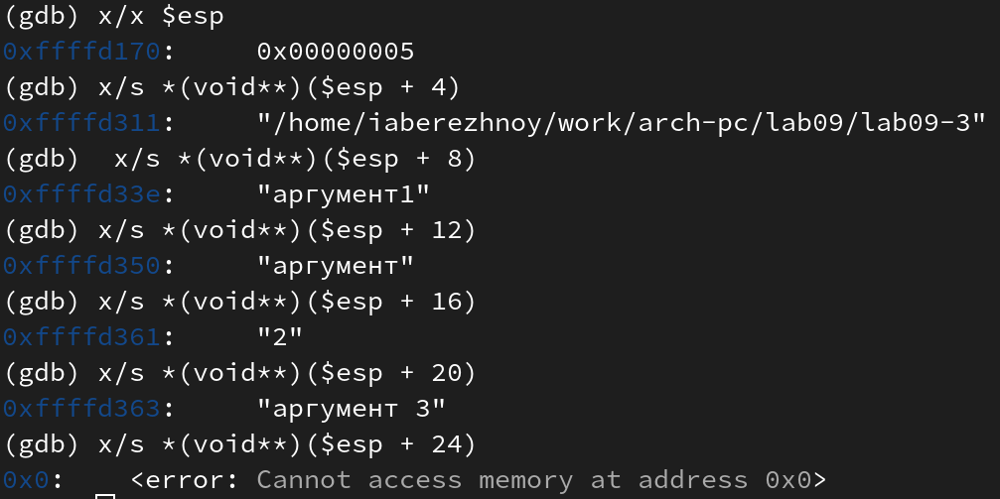 (gdb) x/x $esp
0xffffd170:     0x00000005
(gdb) x/s *(void**)($esp + 4)
0xffffd311:     "/home/iaberezhnoy/work/arch-pc/lab09/lab09-3"
(gdb)  x/s *(void**)($esp + 8)
0xffffd33e:     "аргумент1"
(gdb) x/s *(void**)($esp + 12)
0xffffd350:     "аргумент"
(gdb) x/s *(void**)($esp + 16)
0xffffd361:     "2"
(gdb) x/s *(void**)($esp + 20)
0xffffd363:     "аргумент 3"
(gdb) x/s *(void**)($esp + 24)
0x0:    <error: Cannot access memory at address 0x0>